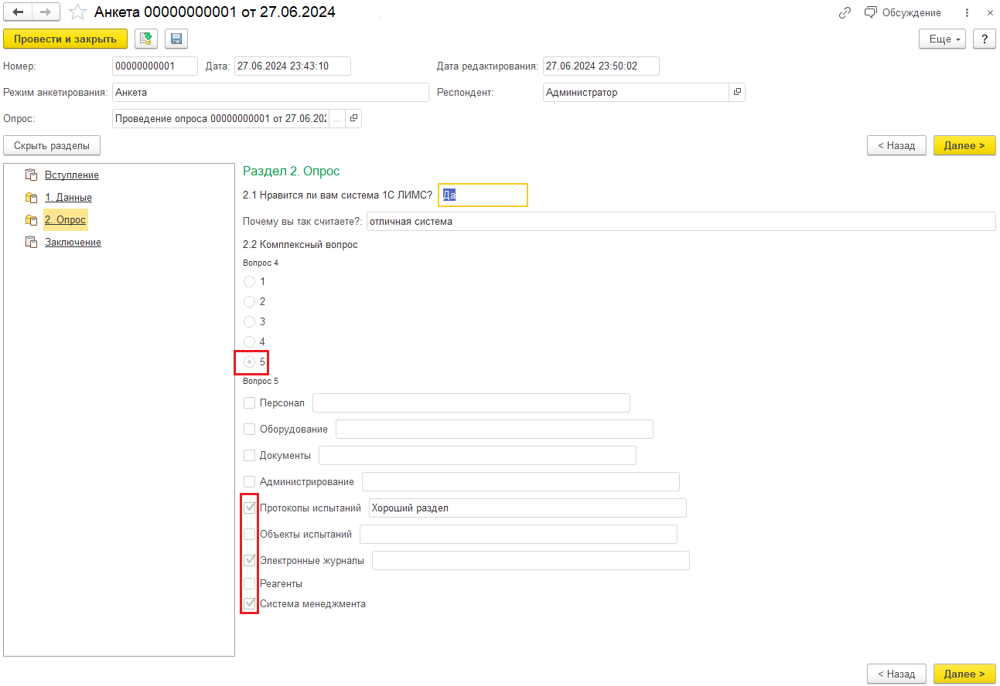 Анкета 00000000001 от 27.06.2024
Обсуждение
Провести и закрыть
Еще
?
Номер: 00000000001 Дата: 27.06.2024 23:43:10 Дата редактирования: 27.06.2024 23:50:02
Режим анкетирования: Анкета Респондент: Администратор
Опрос: Проведение опроса 00000000001 от 27.06.202 ...
Скрыть разделы < Назад Далее >
Вступление
1. Данные
2. Опрос
Заключение
Раздел 2. Опрос
2.1 Нравится ли вам система 1С ЛИМС? Да
Почему вы так считаете?: отличная система
2.2 Комплексный вопрос
Вопрос 4
1
2
3
4
5
Вопрос 5
Персонал
Оборудование
Документы
Администрирование
Протоколы испытаний Хороший раздел
Объекты испытаний
Электронные журналы
Реагенты
Система менеджмента
< Назад Далее >